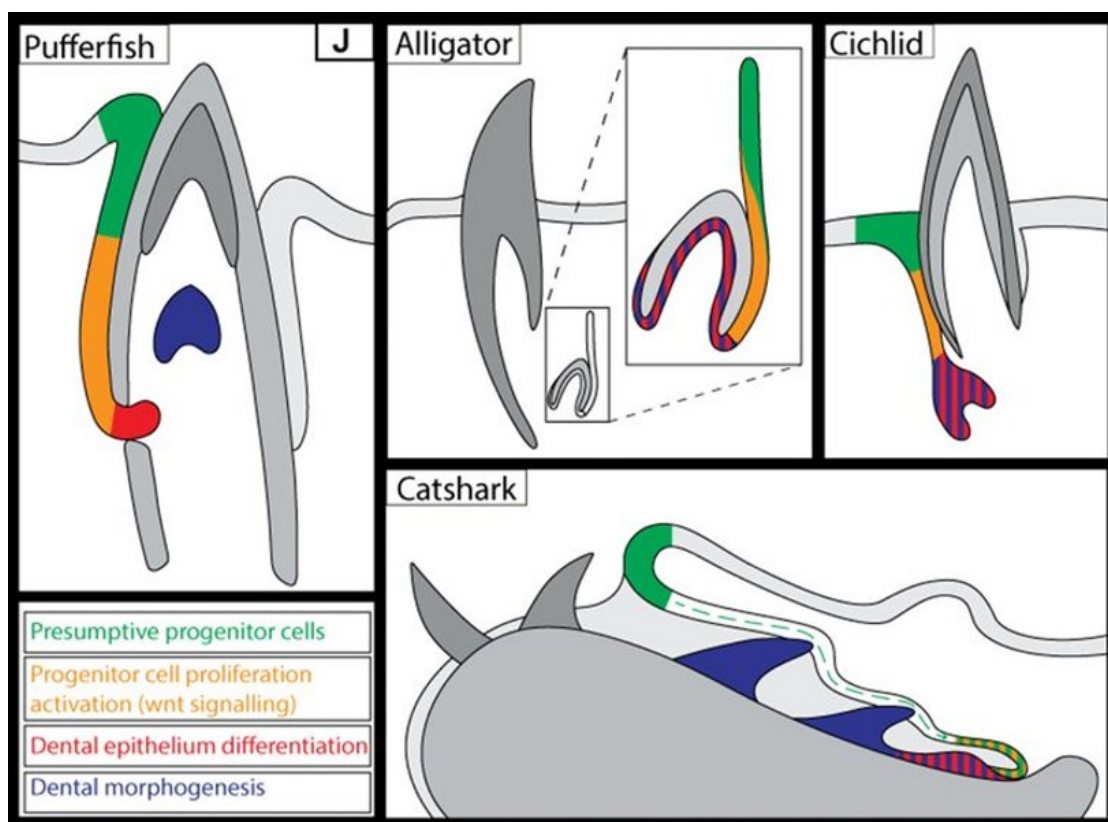 Pufferfish
J
Alligator
Cichlid
Catshark
Presumptive progenitor cells
Progenitor cell proliferation
activation (wnt signalling)
Dental epithelium differentiation
Dental morphogenesis